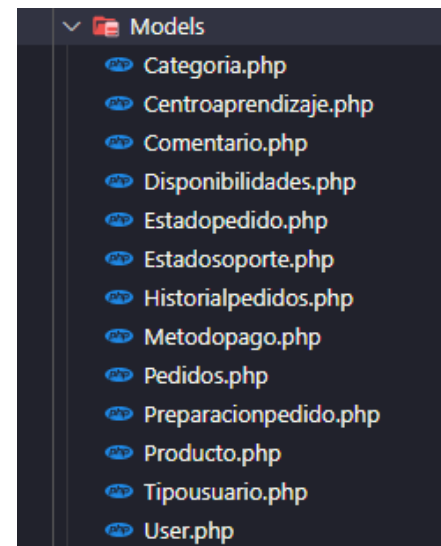 Models
Categoria.php
Centroaprendizaje.php
Comentario.php
Disponibilidades.php
Estadopedido.php
Estadosoporte.php
Historialpedidos.php
Metodopago.php
Pedidos.php
Preparacionpedido.php
Producto.php
Tipousuario.php
User.php